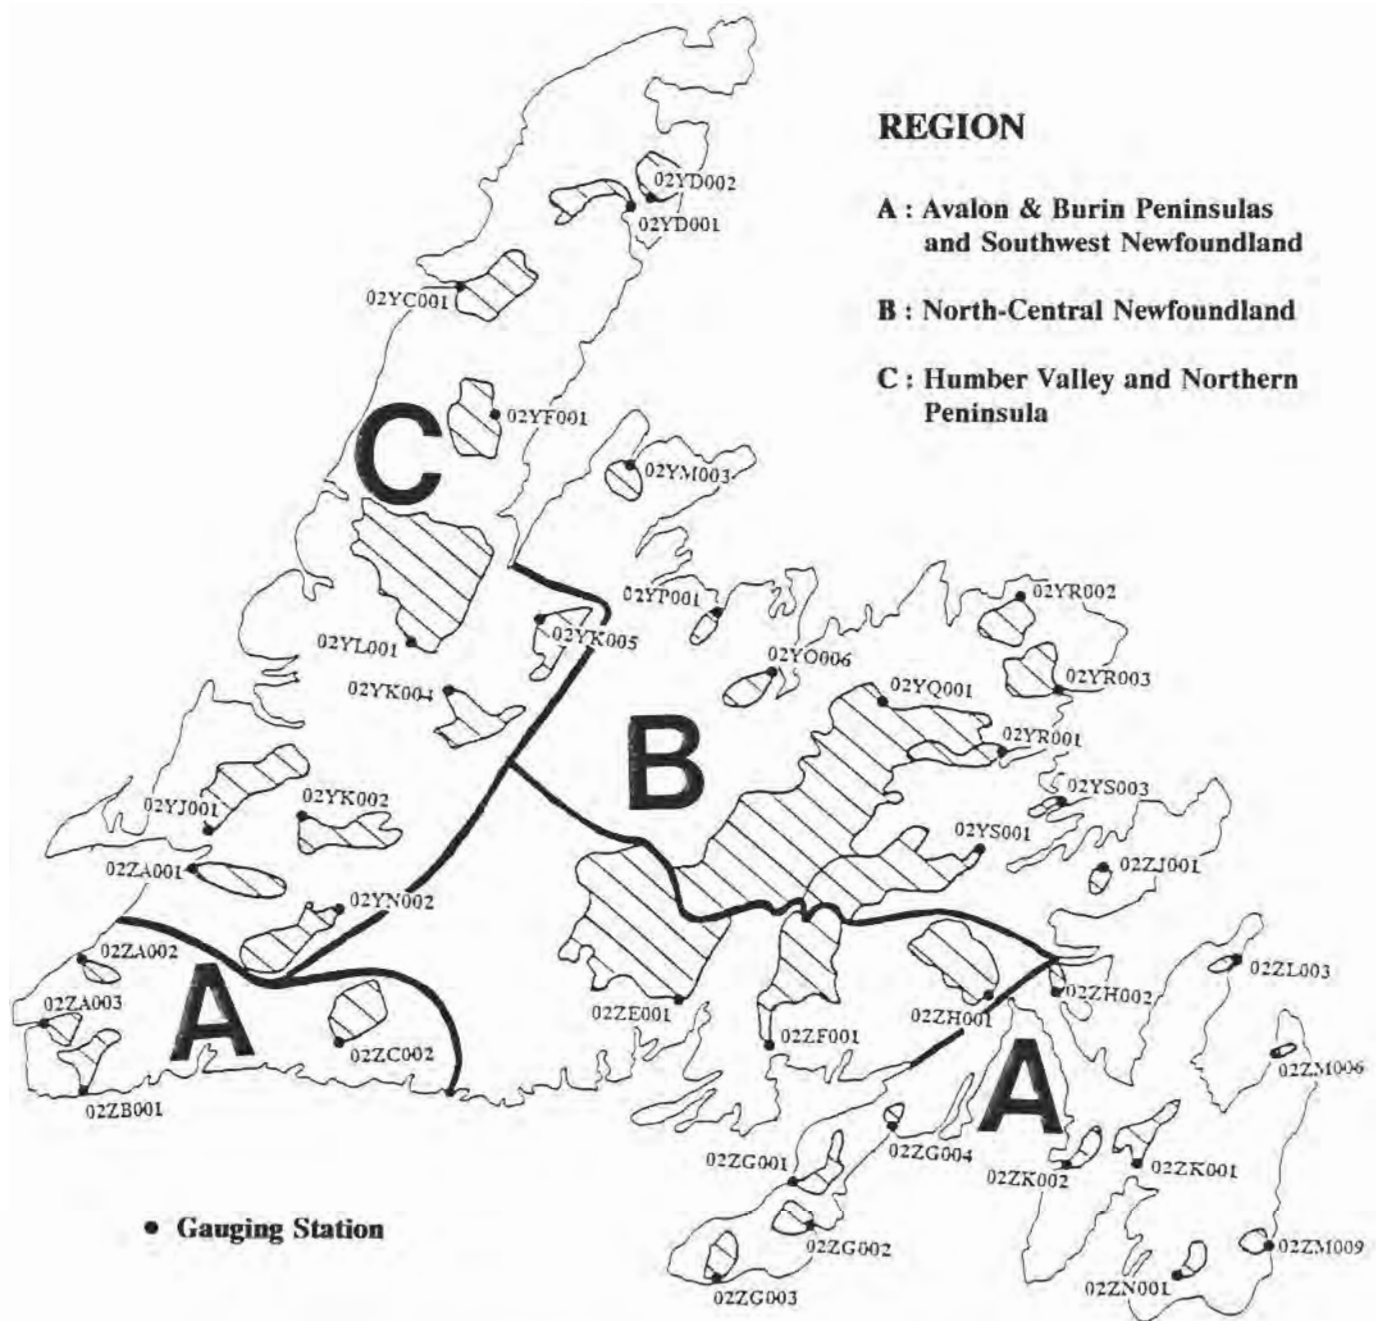 REGION
A : Avalon & Burin Peninsulas
and Southwest Newfoundland
B : North-Central Newfoundland
C : Humber Valley and Northern
Peninsula
02YD002
02YD001
02YC001
02YF001
C
02YM003
02YP001
02YR002
02YK005
02YL001
02YO006
02YK004
02YR003
02YQ001
B
02YR001
02YS003
02YJ001
02YK002
02YS001
02ZA001
02ZJ001
02YN002
02ZA002
A
02ZL003
02ZA003
02ZE001
02ZH001
02ZH002
02ZC002
02ZF001
A
02ZM006
02ZB001
02ZG004
02ZG001
02ZK002
02ZK001
• Gauging Station
02ZG002
02ZM009
02ZN001
02ZG003